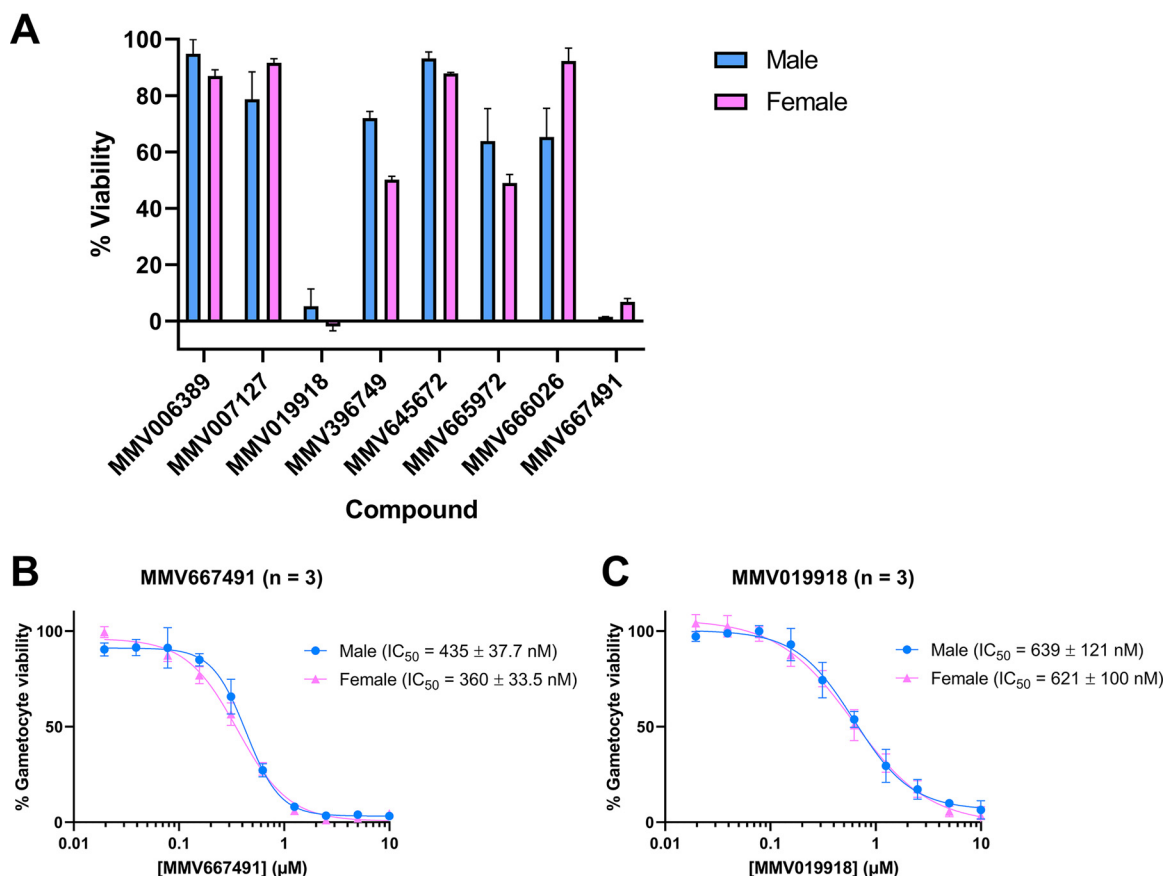 A
% Viability
100
80
60
40
20
0
Male
Female
MMV006389
MMV007127
MMV019918
MMV396749
MMV645672
MMV665972
MMV666026
MMV667491
Compound
B
MMV667491 (n = 3)
% Gametocyte viability
100
50
0
Male (IC50 = 435 ± 37.7 nM)
Female (IC50 = 360 ± 33.5 nM)
0.01 0.1 1 10
[MMV667491] (µM)
C
MMV019918 (n = 3)
% Gametocyte viability
100
50
0
Male (IC50 = 639 ± 121 nM)
Female (IC50 = 621 ± 100 nM)
0.01 0.1 1 10
[MMV019918] (µM)